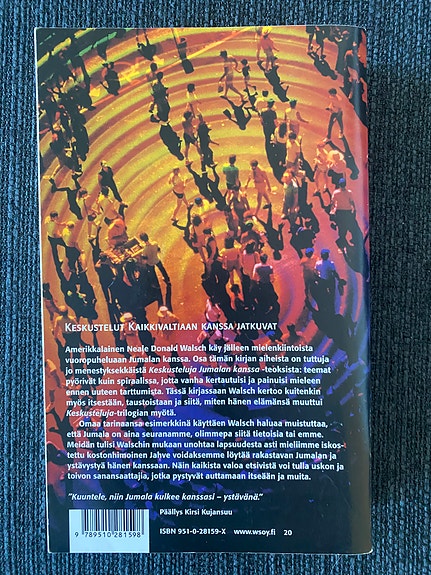 KESKUSTELUT KAIKKIVALTIAAN KANSSA JATKUVAT
Amerikkalainen Neale Donald Walsch käy jälleen mielenkiintoista
vuoropuheluaan Jumalan kanssa. Osa tämän kirjan aiheista on tuttuja
jo menestyksekkäistä Keskusteluja Jumalan kanssa -teoksista: teemat
pyörivät kuin spiraalissa, jotta vanha kertautuisi ja painuisi mieleen
ennen uuteen tarttumista. Tässä kirjassaan Walsch kertoo kuitenkin
myös itsestään, taustoistaan ja siitä, miten hänen elämänsä muuttui
Keskusteluja-trilogian myötä.
Omaa tarinaansa esimerkkinä käyttäen Walsch haluaa muistuttaa,
että Jumala on aina seuranamme, olimmepa siitä tietoisia tai emme.
Meidän tulisi Walschin mukaan unohtaa lapsuudesta asti mieliimme iskos-
tettu kostonhimoinen Jahve voidaksemme löytää rakastavan Jumalan ja
ystävystyä hänen kanssaan. Näin kaikista valoa etsivistä voi tulla uskon ja
toivon sanansaattajia, jotka pystyvät auttamaan itseään ja muita.
"Kuuntele, niin Jumala kulkee kanssasi – ystävänä."
Päällys Kirsi Kujansuu
ISBN 951-0-28159-X www.wsoy.fi 20
9 789510 281598